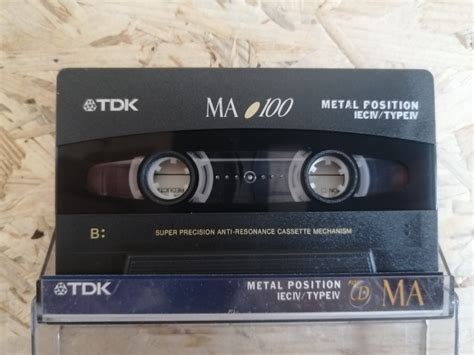 TDK MA 100 METAL POSITION
IECIV/TYPEIV
B: SUPER PRECISION ANTI-RESONANCE CASSETTE MECHANISM
TDK METAL POSITION CD MA
IECIV/TYPEIV